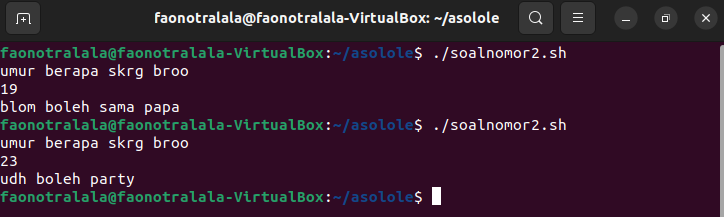 faonotralala@faonotralala-VirtualBox: ~/asolole
faonotralala@faonotralala-VirtualBox:~/asolole$ ./soalnomor2.sh
umur berapa skrg broo
19
blom boleh sama papa
faonotralala@faonotralala-VirtualBox:~/asolole$ ./soalnomor2.sh
umur berapa skrg broo
23
udh boleh party
faonotralala@faonotralala-VirtualBox:~/asolole$